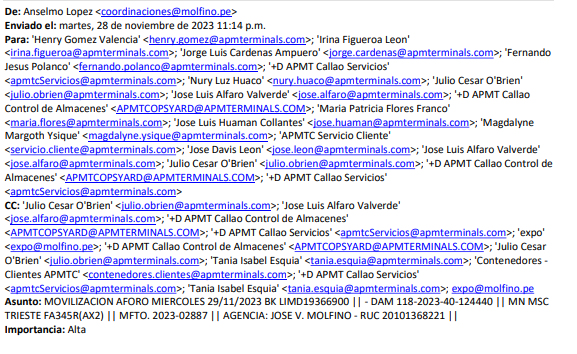 De: Anselmo Lopez <coordinaciones@molfino.pe>
Enviado el: martes, 28 de noviembre de 2023 11:14 p.m.
Para: 'Henry Gomez Valencia' <henry.gomez@apmterminals.com>; 'Irina Figueroa Leon'
<irina.figueroa@apmterminals.com>; 'Jorge Luis Cardenas Ampuero' <jorge.cardenas@apmterminals.com>; 'Fernando
Jesus Polanco' <fernando.polanco@apmterminals.com>; '+D APMT Callao Servicios'
<apmtcServicios@apmterminals.com>; 'Nury Luz Huaco' <nury.huaco@apmterminals.com>; 'Julio Cesar O'Brien'
<julio.obrien@apmterminals.com>; 'Jose Luis Alfaro Valverde' <jose.alfaro@apmterminals.com>; '+D APMT Callao
Control de Almacenes' <APMTCOPSYARD@APMTERMINALS.COM>; 'Maria Patricia Flores Franco'
<maria.flores@apmterminals.com>; 'Jose Luis Huaman Collantes' <jose.huaman@apmterminals.com>; 'Magdalyne
Margoth Ysique' <magdalyne.ysique@apmterminals.com>; 'APMTC Servicio Cliente'
<servicio.cliente@apmterminals.com>; 'Jose Davis Leon' <jose.leon@apmterminals.com>; 'Jose Luis Alfaro Valverde'
<jose.alfaro@apmterminals.com>; 'Julio Cesar O'Brien' <julio.obrien@apmterminals.com>; '+D APMT Callao Control de
Almacenes' <APMTCOPSYARD@APMTERMINALS.COM>; '+D APMT Callao Servicios'
<apmtcServicios@apmterminals.com>
CC: 'Julio Cesar O'Brien' <julio.obrien@apmterminals.com>; 'Jose Luis Alfaro Valverde'
<jose.alfaro@apmterminals.com>; '+D APMT Callao Control de Almacenes'
<APMTCOPSYARD@APMTERMINALS.COM>; '+D APMT Callao Servicios' <apmtcServicios@apmterminals.com>; 'expo'
<expo@molfino.pe>; '+D APMT Callao Control de Almacenes' <APMTCOPSYARD@APMTERMINALS.COM>; 'Julio Cesar
O'Brien' <julio.obrien@apmterminals.com>; 'Tania Isabel Esquia' <tania.esquia@apmterminals.com>; 'Contenedores -
Clientes APMTC' <contenedores.clientes@apmterminals.com>; '+D APMT Callao Servicios'
<apmtcServicios@apmterminals.com>; 'Tania Isabel Esquia' <tania.esquia@apmterminals.com>; expo@molfino.pe
Asunto: MOVILIZACION AFORO MIERCOLES 29/11/2023 BK LIMD19366900 || - DAM 118-2023-40-124440 || MN MSC
TRIESTE FA345R(AX2) || MFTO. 2023-02887 || AGENCIA: JOSE V. MOLFINO - RUC 20101368221 ||
Importancia: Alta